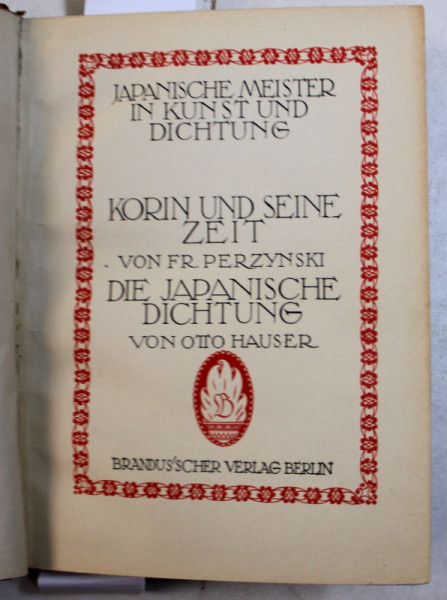 JAPANISCHE MEISTER
IN KUNST UND
DICHTUNG
KORIN UND SEINE
ZEIT
VON FR. PERZYNSKI
DIE JAPANISCHE
DICHTUNG
VON OTTO HAUSER
B
BRANDUS'SCHER VERLAG BERLIN